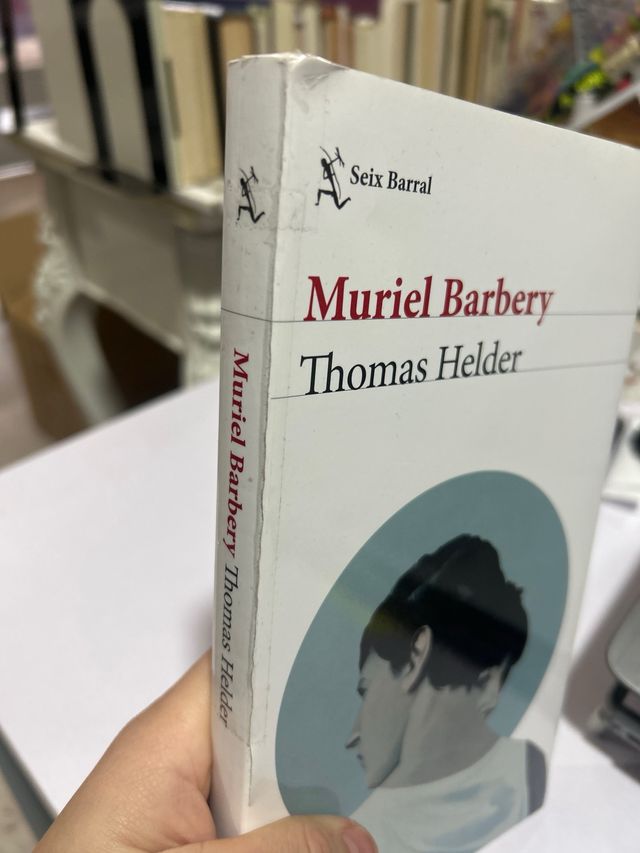 Seix Barral
Muriel Barbery
Thomas Helder
Muriel Barbery Thomas Helder